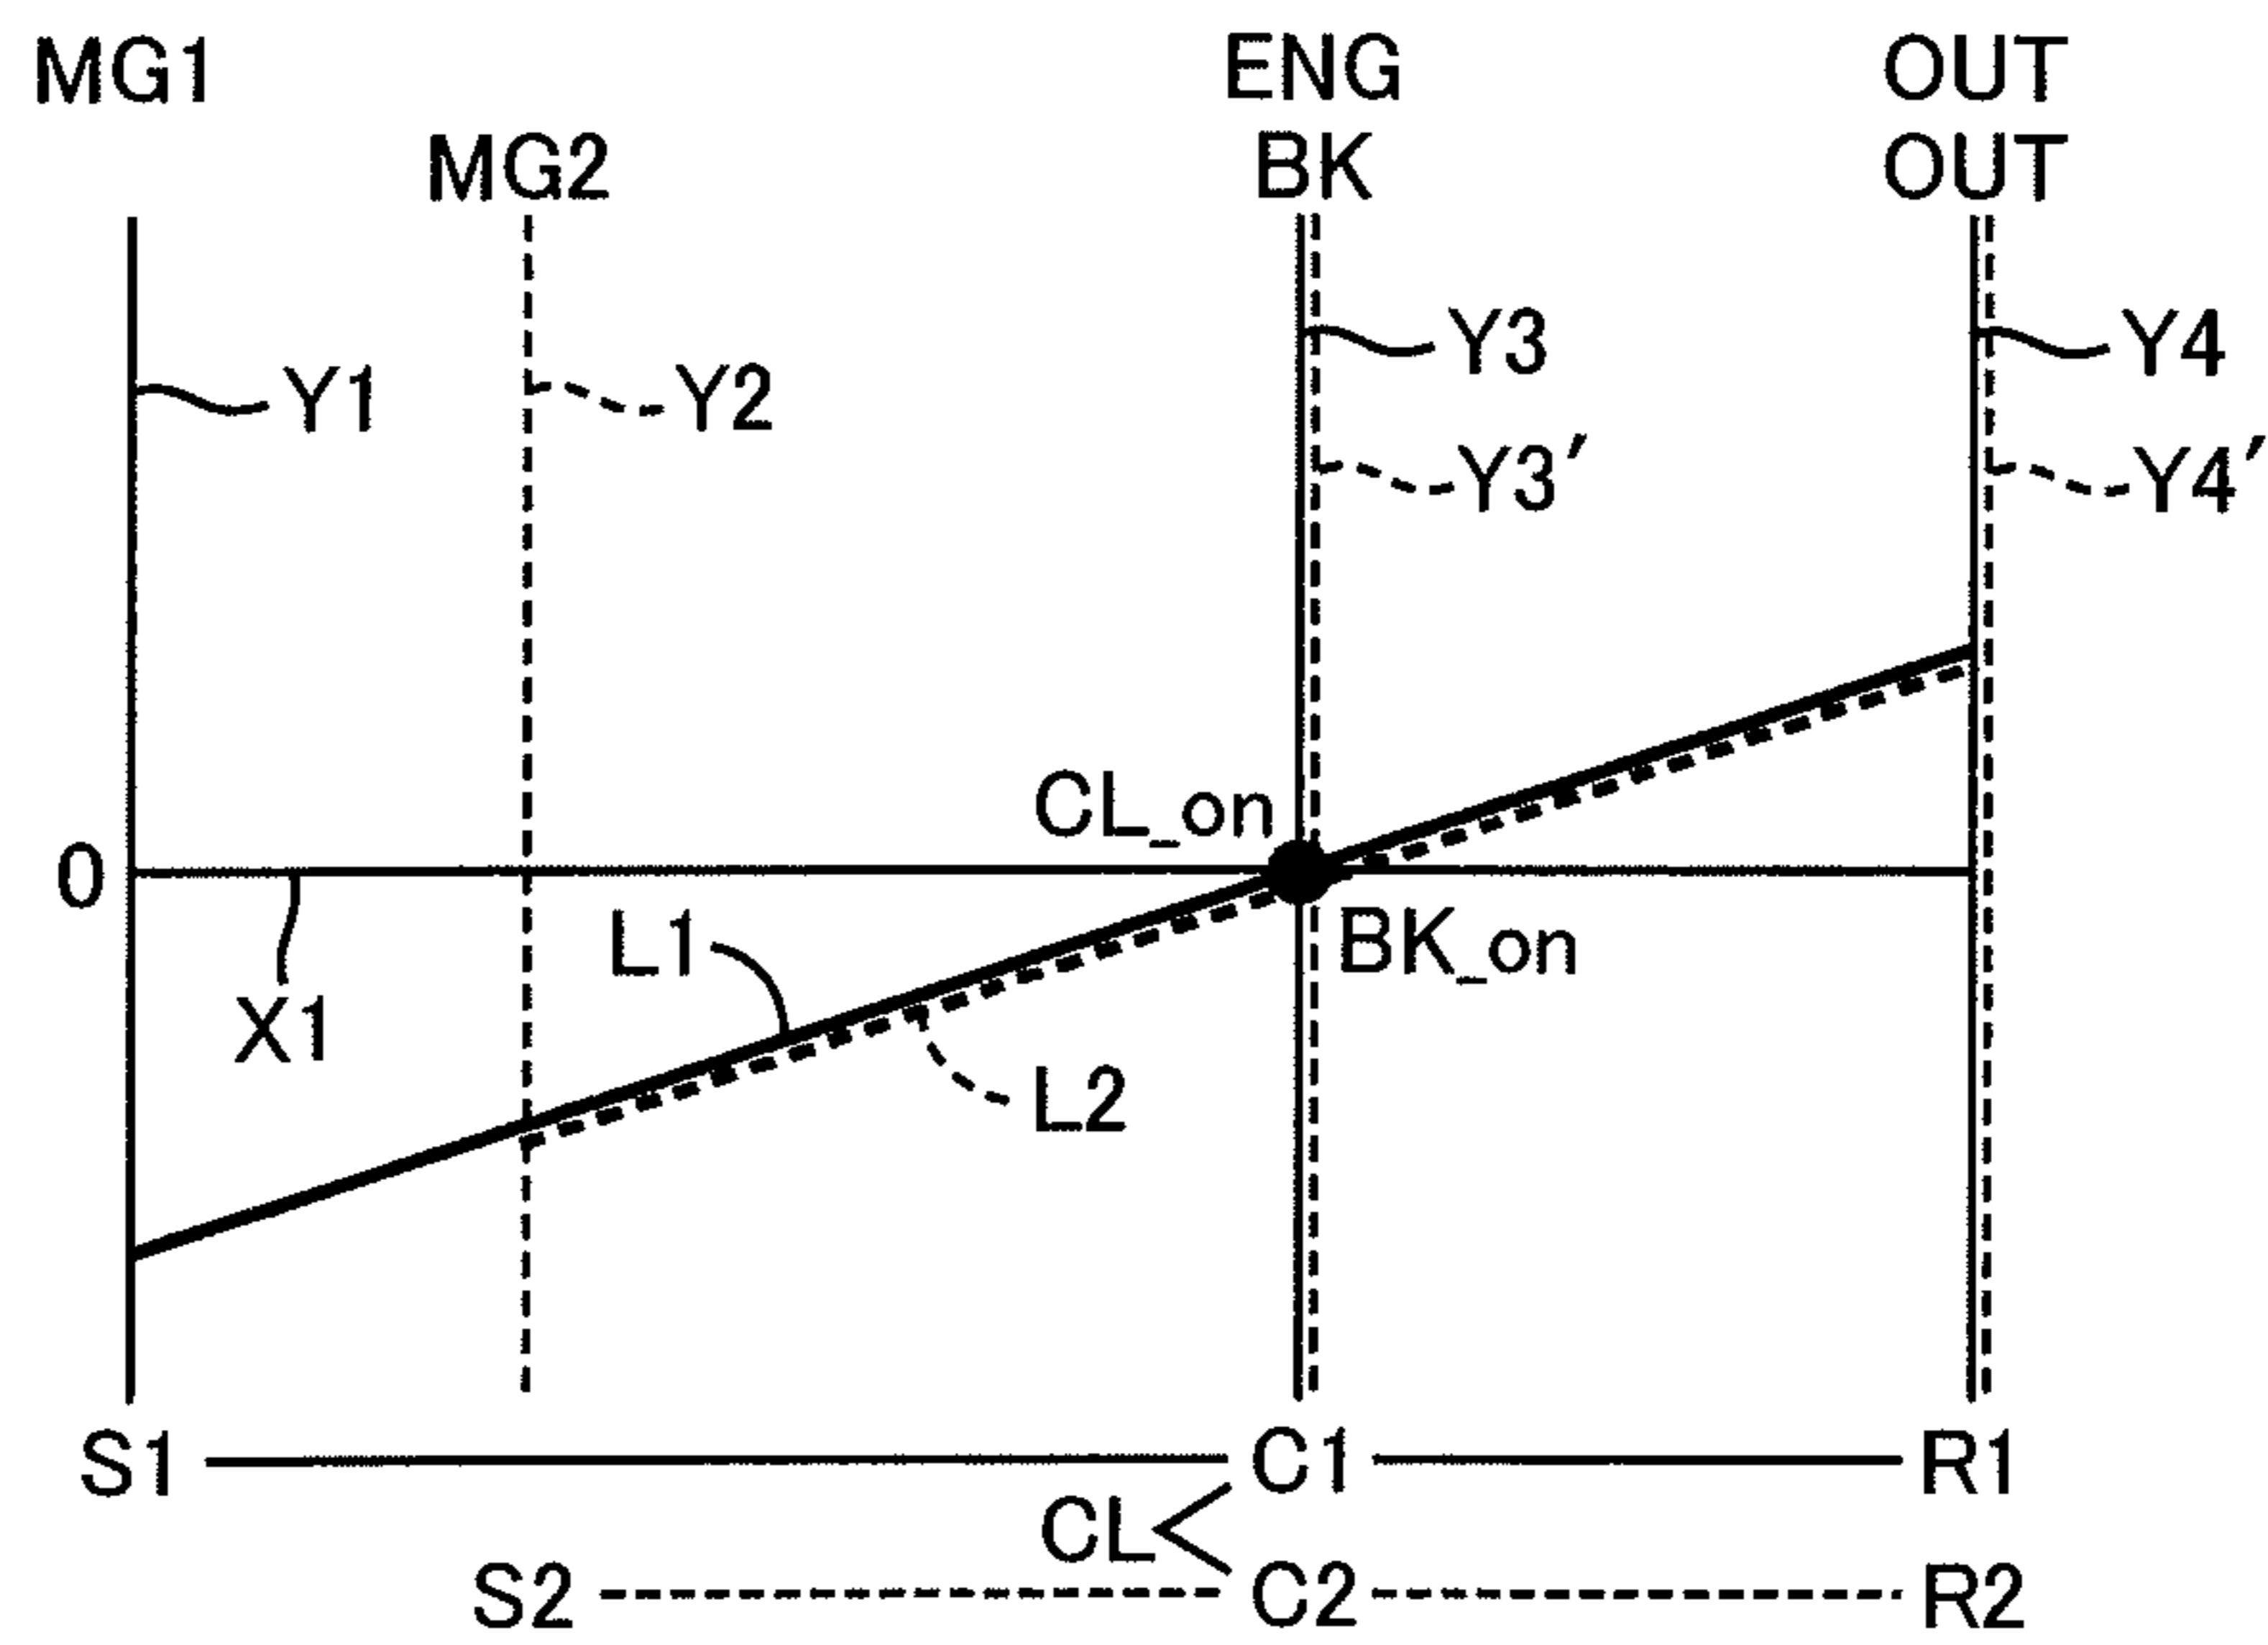 MG1 ENG OUT
MG2 BK OUT
Y3 Y4
Y1 Y2
Y3′ Y4′
CL_on
0
L1 BK_on
X1
L2
S1 C1 R1
CL
S2 C2 R2